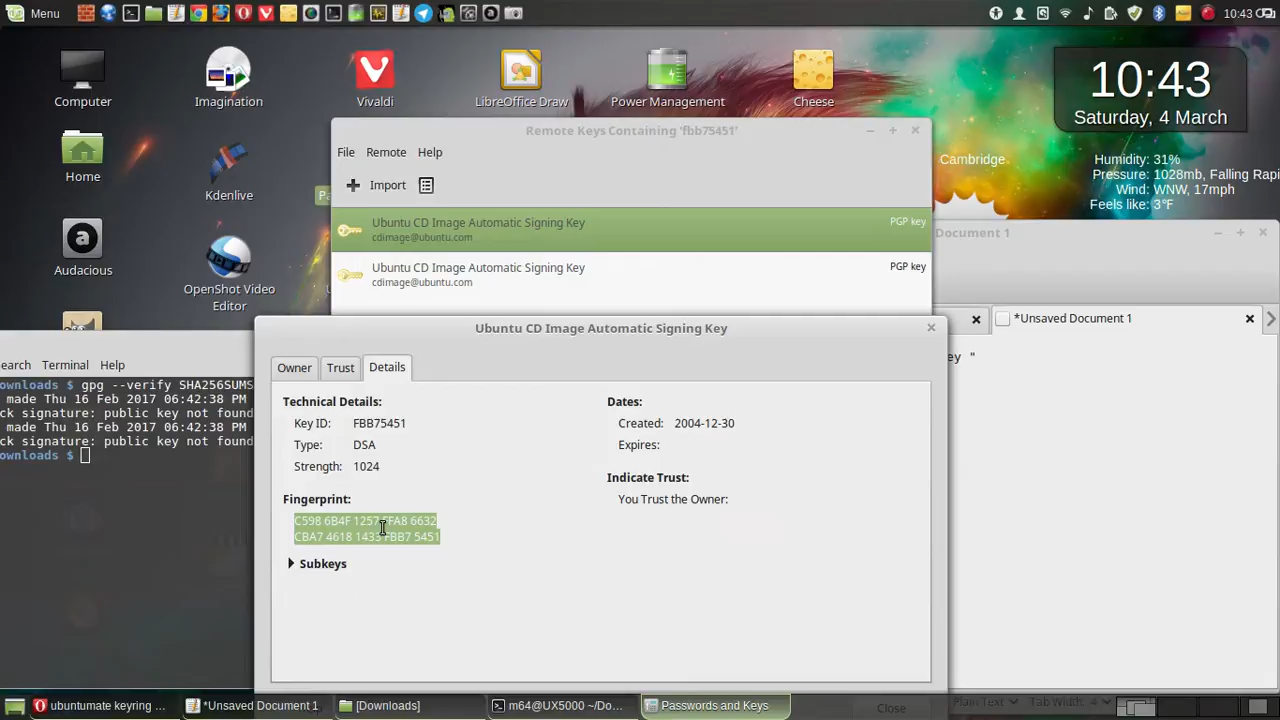 Menu
10:43
Computer
Imagination
Vivaldi
LibreOffice Draw
Power Management
Cheese
10:43
Saturday, 4 March
Cambridge
Humidity: 31%
Pressure: 1028mb, Falling Rapi
Wind: WNW, 17mph
Feels like: 3°F
Home
Kdenlive
Audacious
OpenShot Video
Editor
Remote Keys Containing 'fbb75451'
File Remote Help
Import
Ubuntu CD Image Automatic Signing Key
cdimage@ubuntu.com
PGP key
Ubuntu CD Image Automatic Signing Key
cdimage@ubuntu.com
PGP key
Document 1
*Unsaved Document 1
ey "
earch Terminal Help
ownloads $ gpg --verify SHA256SUMS
made Thu 16 Feb 2017 06:42:38 PM
ck signature: public key not found
made Thu 16 Feb 2017 06:42:38 PM
ck signature: public key not found
ownloads $
Ubuntu CD Image Automatic Signing Key
Owner Trust Details
Technical Details:
Key ID: FBB75451
Type: DSA
Strength: 1024
Fingerprint:
C598 6B4F 1257 FFA8 6632
CBA7 4618 1433 FBB7 5451
Subkeys
Dates:
Created: 2004-12-30
Expires:
Indicate Trust:
You Trust the Owner:
Close
Plain Text
Tab Width: 4
ubuntumate keyring ...
*Unsaved Document 1
[Downloads]
m64@UX5000 ~/Do...
Passwords and Keys